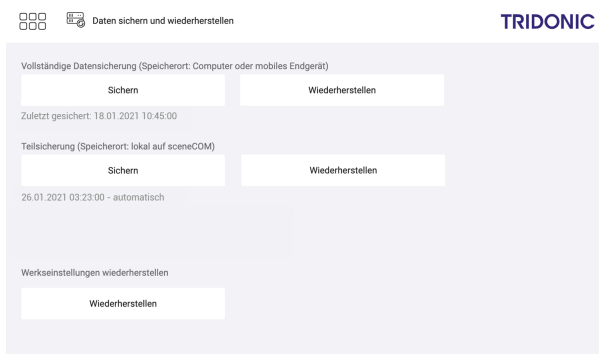 Daten sichern und wiederherstellen
TRIDONIC
Vollständige Datensicherung (Speicherort: Computer oder mobiles Endgerät)
Sichern
Wiederherstellen
Zuletzt gesichert: 18.01.2021 10:45:00
Teilsicherung (Speicherort: lokal auf sceneCOM)
Sichern
Wiederherstellen
26.01.2021 03:23:00 - automatisch
Werkseinstellungen wiederherstellen
Wiederherstellen